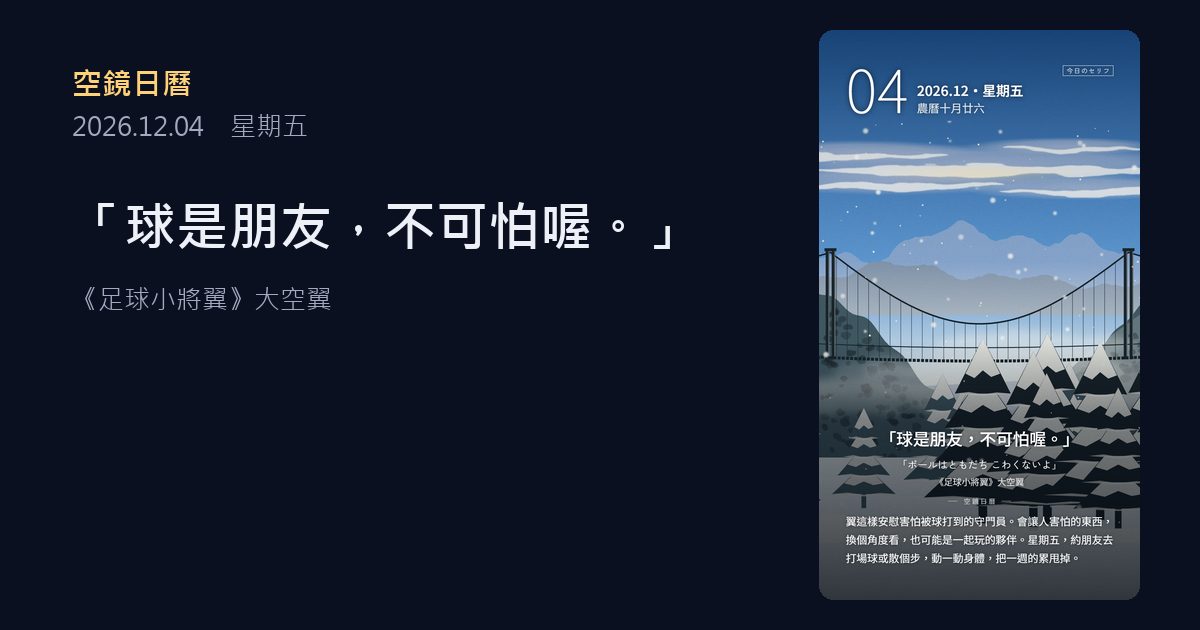 空鏡日曆
2026.12.04 星期五
「球是朋友，不可怕喔。」
《足球小將翼》大空翼
04
2026.12・星期五
農曆十月廿六
今日のセリフ
「球是朋友，不可怕喔。」
「ボールはともだち こわくないよ」
《足球小將翼》大空翼
空鏡日曆
翼這樣安慰害怕被球打到的守門員。會讓人害怕的東西，
換個角度看，也可能是一起玩的夥伴。星期五，約朋友去
打場球或散個步，動一動身體，把一週的累甩掉。